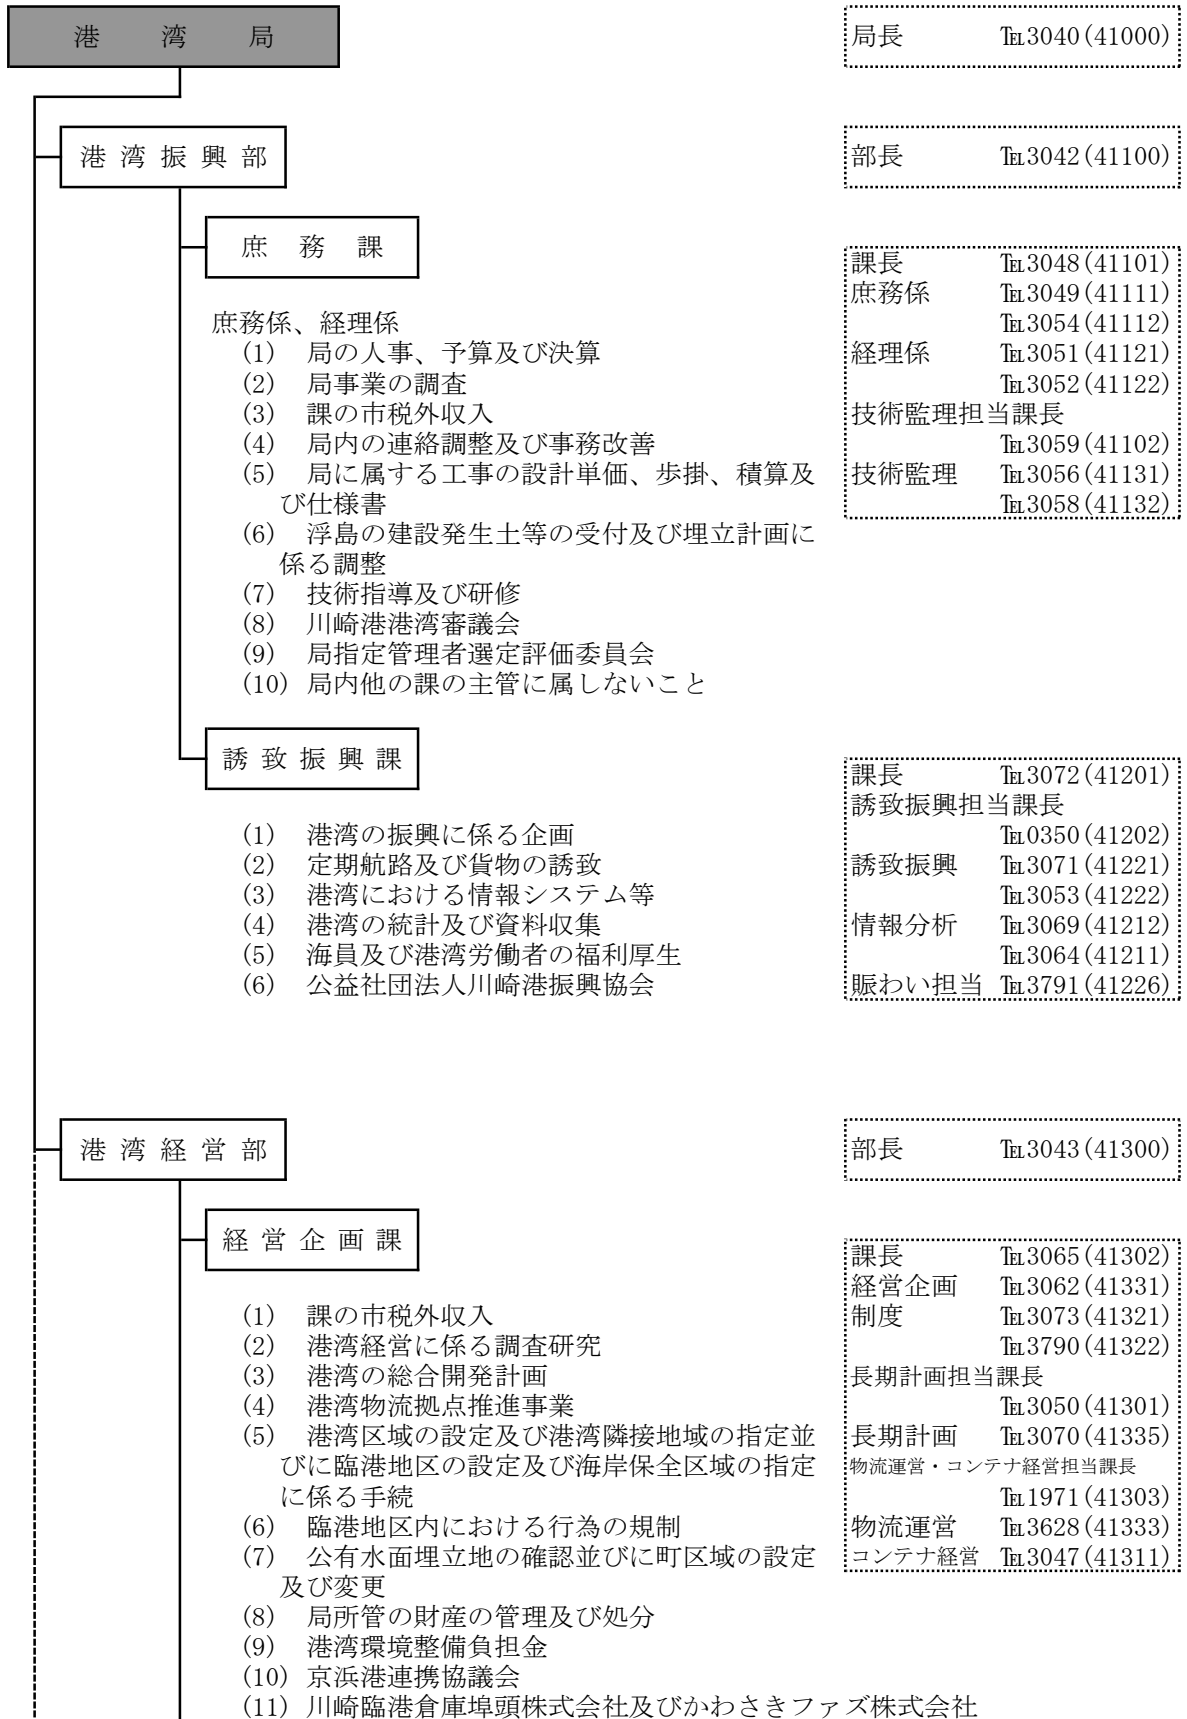 港湾局
局長 ℡3040(41000)
港湾振興部
部長 ℡3042(41100)
庶務課
課長 ℡3048(41101)
庶務係 ℡3049(41111)
℡3054(41112)
経理係 ℡3051(41121)
℡3052(41122)
技術監理担当課長
℡3059(41102)
技術監理 ℡3056(41131)
℡3058(41132)
庶務係、経理係
(1) 局の人事、予算及び決算
(2) 局事業の調査
(3) 課の市税外収入
(4) 局内の連絡調整及び事務改善
(5) 局に属する工事の設計単価、歩掛、積算及
び仕様書
(6) 浮島の建設発生土等の受付及び埋立計画に
係る調整
(7) 技術指導及び研修
(8) 川崎港港湾審議会
(9) 局指定管理者選定評価委員会
(10) 局内他の課の主管に属しないこと
誘致振興課
課長 ℡3072(41201)
誘致振興担当課長
℡0350(41202)
誘致振興 ℡3071(41221)
℡3053(41222)
情報分析 ℡3069(41212)
℡3064(41211)
賑わい担当 ℡3791(41226)
(1) 港湾の振興に係る企画
(2) 定期航路及び貨物の誘致
(3) 港湾における情報システム等
(4) 港湾の統計及び資料収集
(5) 海員及び港湾労働者の福利厚生
(6) 公益社団法人川崎港振興協会
港湾経営部
部長 ℡3043(41300)
経営企画課
課長 ℡3065(41302)
経営企画 ℡3062(41331)
制度 ℡3073(41321)
℡3790(41322)
長期計画担当課長
℡3050(41301)
長期計画 ℡3070(41335)
物流運営・コンテナ経営担当課長
℡1971(41303)
物流運営 ℡3628(41333)
コンテナ経営 ℡3047(41311)
(1) 課の市税外収入
(2) 港湾経営に係る調査研究
(3) 港湾の総合開発計画
(4) 港湾物流拠点推進事業
(5) 港湾区域の設定及び港湾隣接地域の指定並
びに臨港地区の設定及び海岸保全区域の指定
に係る手続
(6) 臨港地区内における行為の規制
(7) 公有水面埋立地の確認並びに町区域の設定
及び変更
(8) 局所管の財産の管理及び処分
(9) 港湾環境整備負担金
(10) 京浜港連携協議会
(11) 川崎臨港倉庫埠頭株式会社及びかわさきファズ株式会社